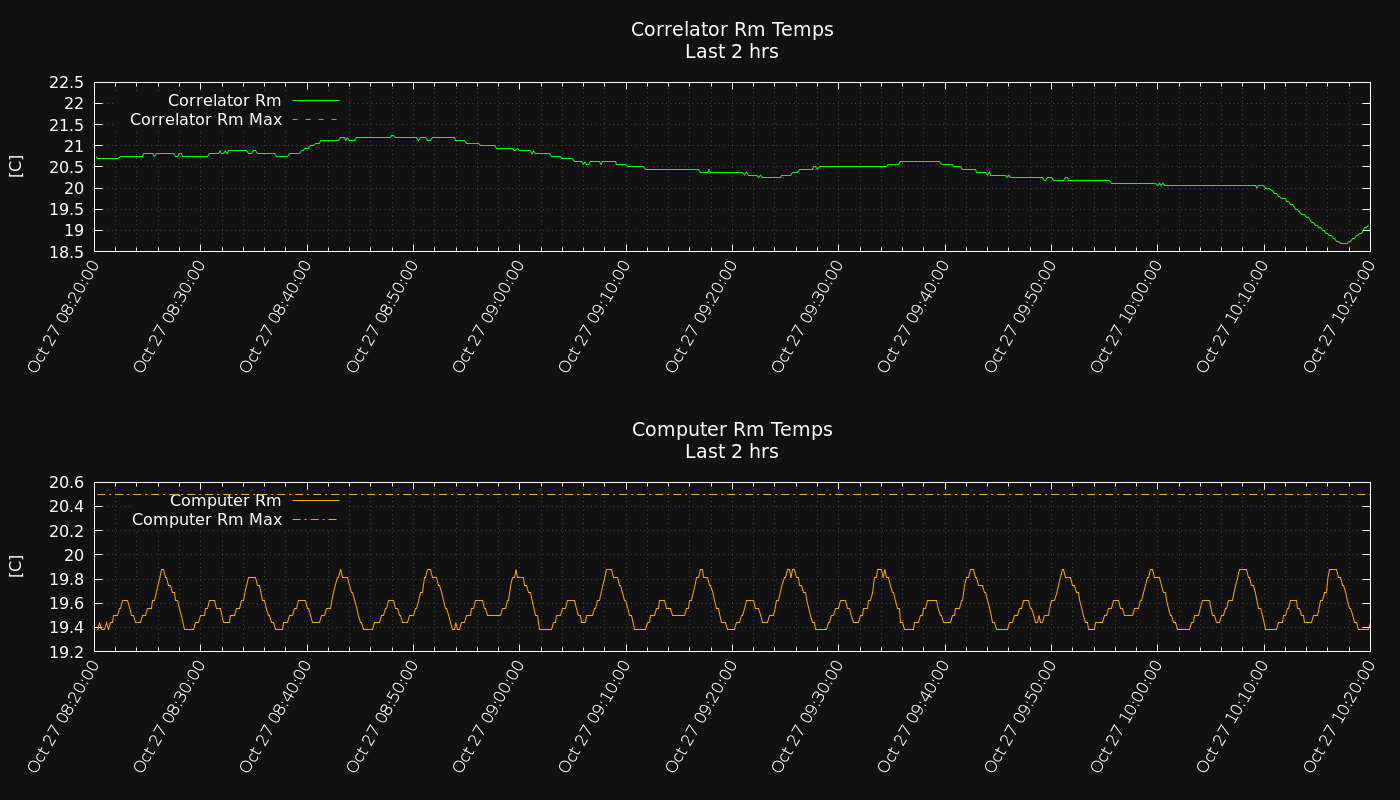 Correlator Rm Temps
Last 2 hrs
22.5
22
21.5
21
20.5
20
19.5
19
18.5
[C]
Correlator Rm
Correlator Rm Max
Oct 27 08:20:00
Oct 27 08:30:00
Oct 27 08:40:00
Oct 27 08:50:00
Oct 27 09:00:00
Oct 27 09:10:00
Oct 27 09:20:00
Oct 27 09:30:00
Oct 27 09:40:00
Oct 27 09:50:00
Oct 27 10:00:00
Oct 27 10:10:00
Oct 27 10:20:00
Computer Rm Temps
Last 2 hrs
20.6
20.4
20.2
20
19.8
19.6
19.4
19.2
[C]
Computer Rm
Computer Rm Max
Oct 27 08:20:00
Oct 27 08:30:00
Oct 27 08:40:00
Oct 27 08:50:00
Oct 27 09:00:00
Oct 27 09:10:00
Oct 27 09:20:00
Oct 27 09:30:00
Oct 27 09:40:00
Oct 27 09:50:00
Oct 27 10:00:00
Oct 27 10:10:00
Oct 27 10:20:00